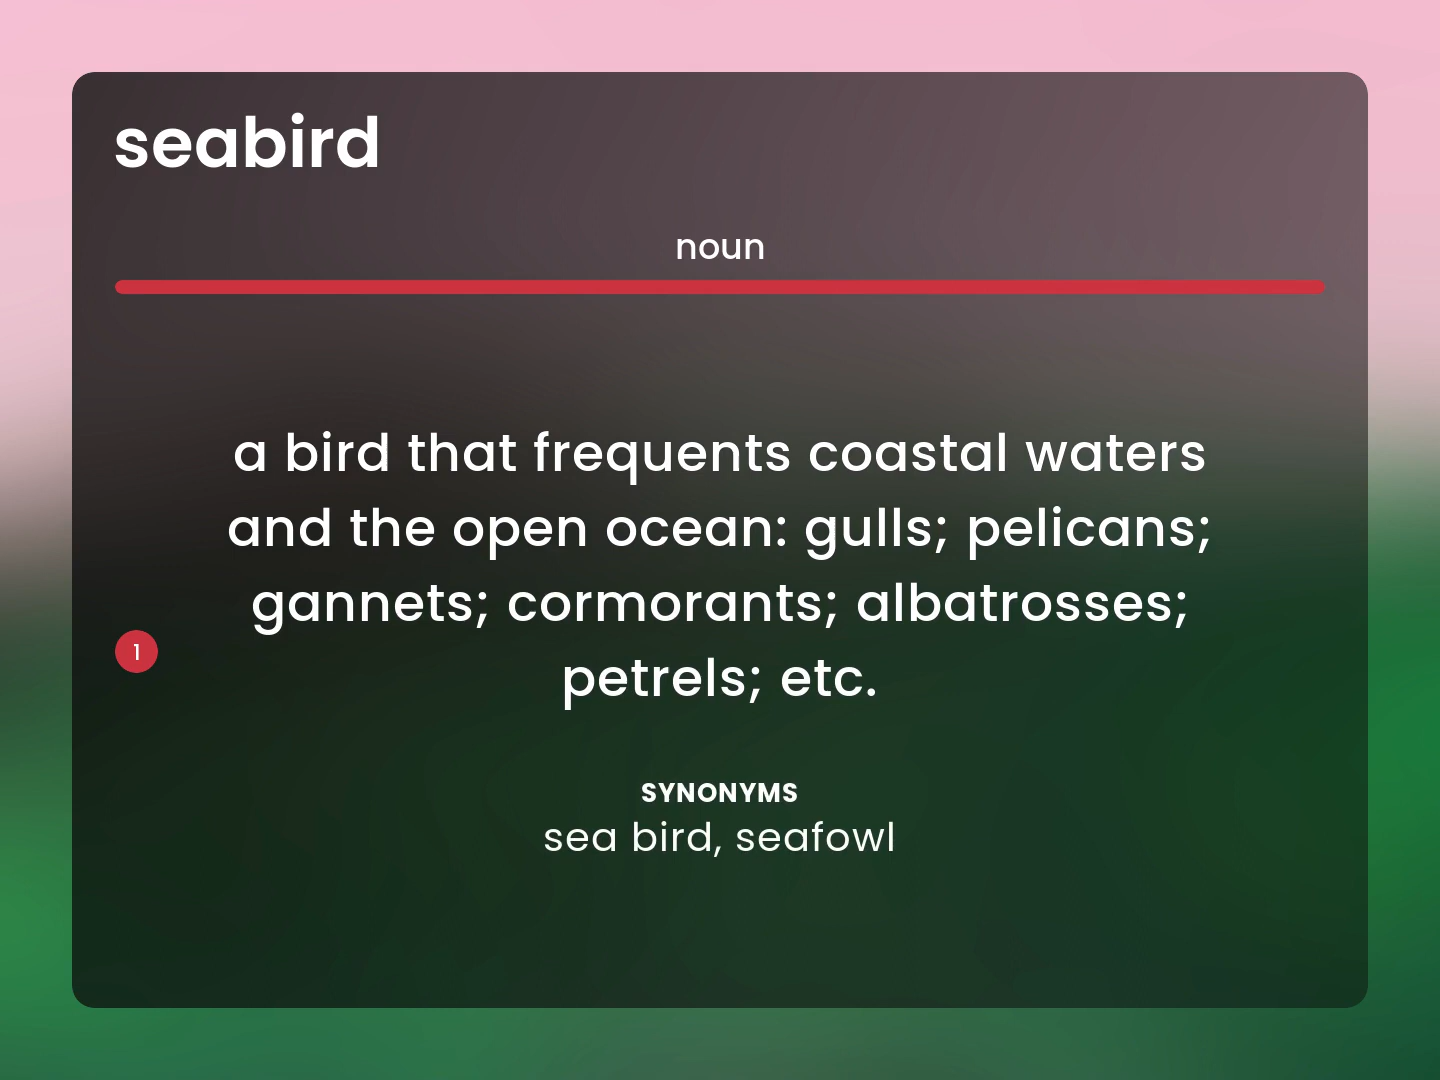 seabird
noun
a bird that frequents coastal waters
and the open ocean: gulls; pelicans;
gannets; cormorants; albatrosses;
petrels; etc.
1
SYNONYMS
sea bird, seafowl